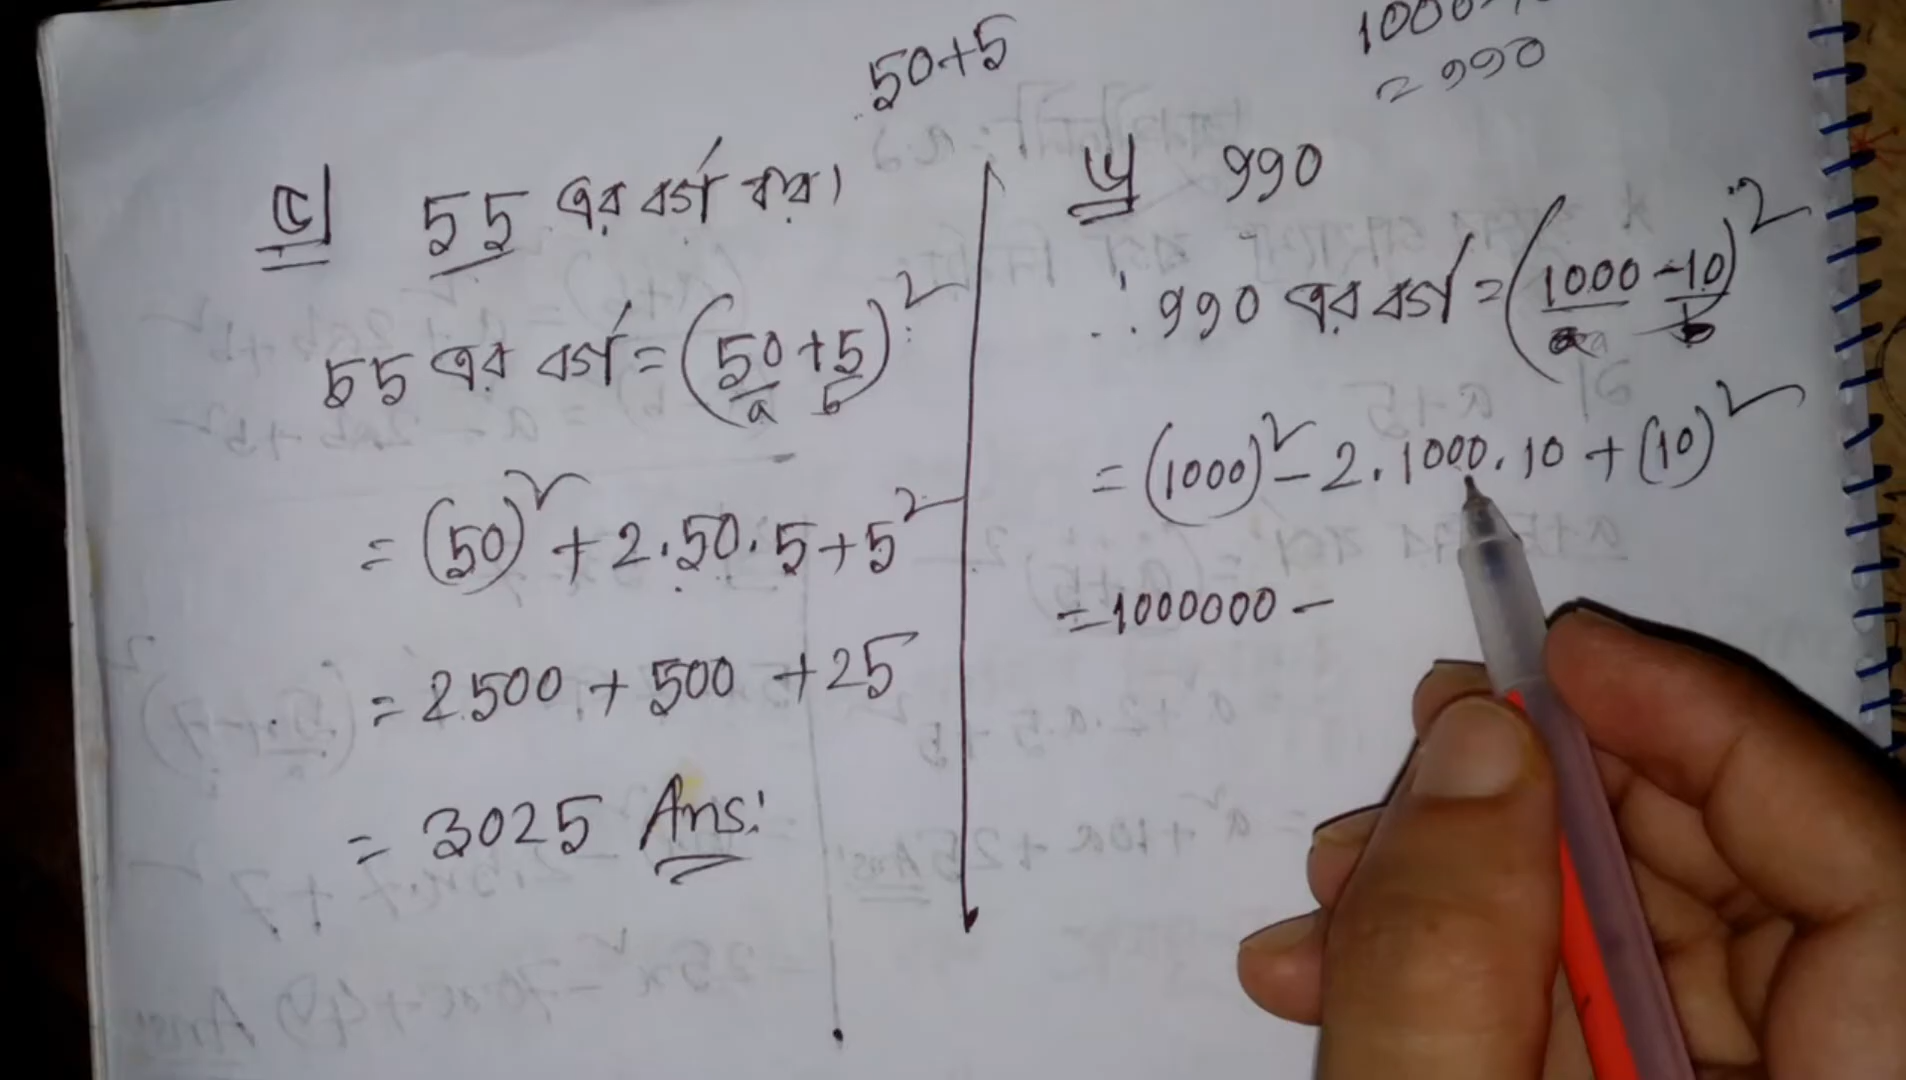 50+5
= 990
55 এর বর্গ কর।
55 এর বর্গ = (50+5)²
a b
= (50)² + 2.50.5+5²
= 2500 + 500 + 25
= 3025 Ans:
990
∴ 990 এর বর্গ = (1000-10)²
a b
= (1000)² - 2.1000.10 + (10)²
= 1000000 -